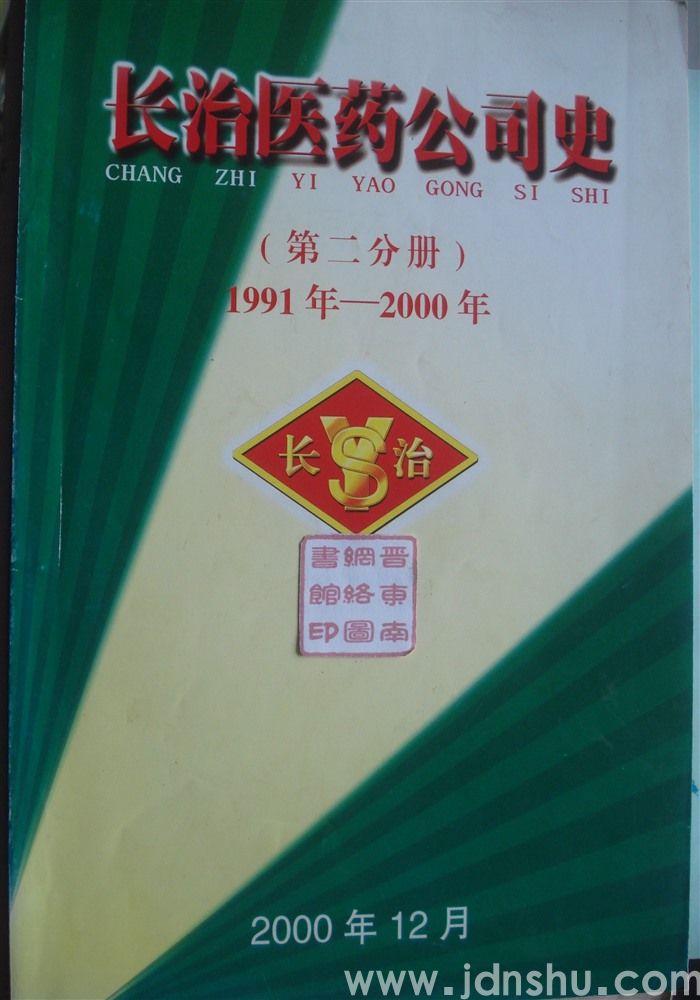 长治医药公司史
CHANG ZHI YI YAO GONG SI SHI
(第二分册)
1991年—2000年
长 YS 治
晋東南
網絡圖
書館印
2000年12月
www.jdnshu.com